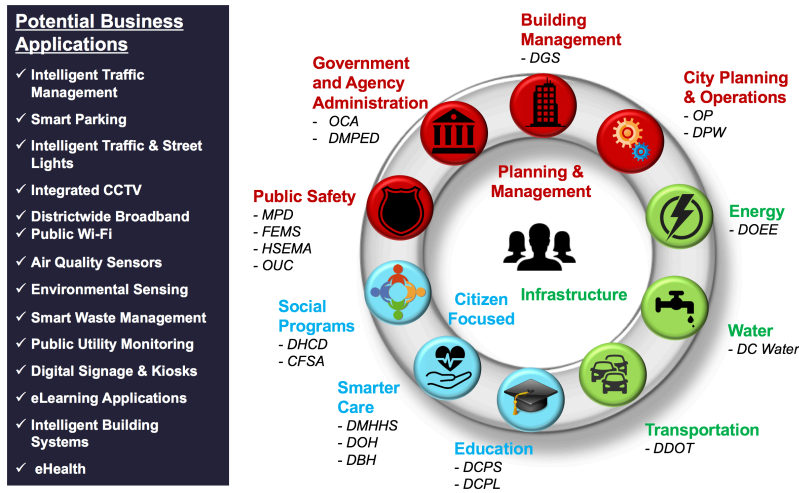 Potential Business
Applications
✓ Intelligent Traffic
Management
✓ Smart Parking
✓ Intelligent Traffic & Street
Lights
✓ Integrated CCTV
✓ Districtwide Broadband
✓ Public Wi-Fi
✓ Air Quality Sensors
✓ Environmental Sensing
✓ Smart Waste Management
✓ Public Utility Monitoring
✓ Digital Signage & Kiosks
✓ eLearning Applications
✓ Intelligent Building
Systems
✓ eHealth
Building
Management
- DGS
Government
and Agency
Administration
- OCA
- DMPED
City Planning
& Operations
- OP
- DPW
Planning &
Management
Public Safety
- MPD
- FEMS
- HSEMA
- OUC
Energy
- DOEE
Citizen
Focused
Infrastructure
Social
Programs
- DHCD
- CFSA
Water
- DC Water
Smarter
Care
- DMHHS
- DOH
- DBH
Education
- DCPS
- DCPL
Transportation
- DDOT